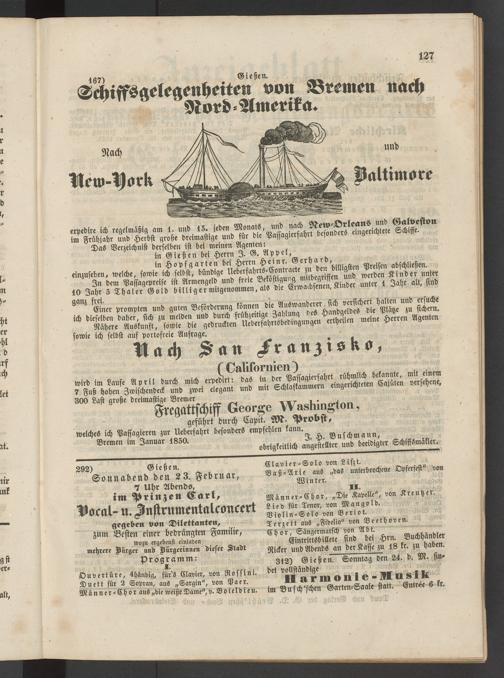 127
167) Gießen.
Schiffsgelegenheiten von Bremen nach
Nord-Amerika.
Nach und
New-York Baltimore
expedire ich regelmäßig am 1. und 15. jeden Monats, und nach New-Orleans und Galveston
im Frühjahr und Herbst große dreimastige und für die Passagierfahrt besonders eingerichtete Schiffe.
Das Verzeichniß derselben ist bei meinen Agenten:
in Gießen bei Herrn J. G. Appel,
in Hopfgarten bei Herrn Heinr. Gerhard,
einzusehen, welche, sowie ich selbst, bündige Ueberfahrts-Contracte zu den billigsten Preisen abschließen.
In dem Passagepreise ist Armengeld und freie Beköstigung mitbegriffen und werden Kinder unter
10 Jahr 5 Thaler Gold billiger mitgenommen als die Erwachsenen, Kinder unter 1 Jahr alt, sind
ganz frei.
Einer prompten und guten Beförderung können die Auswanderer sich versichert halten und ersuche
ich dieselben daher, sich zu melden und durch frühzeitige Zahlung des Handgeldes die Plätze zu sichern.
Nähere Auskunft, sowie die gedruckten Ueberfahrtsbedingungen ertheilen meine Herren Agenten
sowie ich selbst auf portofreie Anfrage.
Nach San Franzisko,
(Californien)
wird im Laufe April durch mich expedirt: das in der Passagierfahrt rühmlich bekannte, mit einem
7 Fuß hohen Zwischendeck und zwei elegant und mit Schlafkammern eingerichteten Cajüten versehene,
300 Last große dreimastige Bremer
Fregattschiff George Washington,
geführt durch Capit. M. Probst,
welches ich Passagieren zur Ueberfahrt besonders empfehlen kann.
Bremen im Januar 1850. J. H. Buschmann,
obrigkeitlich angestellter und beeidigter Schiffsmäkler.
292) Gießen.
Sonnabend den 23. Februar,
7 Uhr Abends,
im Prinzen Carl,
Vocal- u. Instrumentalconcert
gegeben von Dilettanten,
zum Besten einer bedrängten Familie,
wozu ergebenst einladen
mehrere Bürger und Bürgerinnen dieser Stadt
Programm:
I.
Ouvertüre, 4händig, für's Clavier, von Rossini.
Duett für 2 Sopran, aus „Sargin", von Paer.
Männer-Chor aus „die weiße Dame", v. Boieldieu.
Clavier-Solo von Liszt.
Baß-Arie aus „das unterbrochene Opferfest" von
Winter.
II.
Männer-Chor, „Die Kapelle", von Kreutzer.
Lied für Tenor, von Mangold.
Violin-Solo von Beriot.
Terzett aus „Fidelio" von Beethoven.
Chor, Sängermarsch von Abt.
Eintrittsbillete sind bei Hrn. Buchhändler
Ricker und Abends an der Kasse zu 18 kr. zu haben.
312) Gießen. Sonntag den 24. d. M. findet
vollständige
Harmonie-Musik
im Busch'schen Garten-Saale statt. Entrée 6 kr.